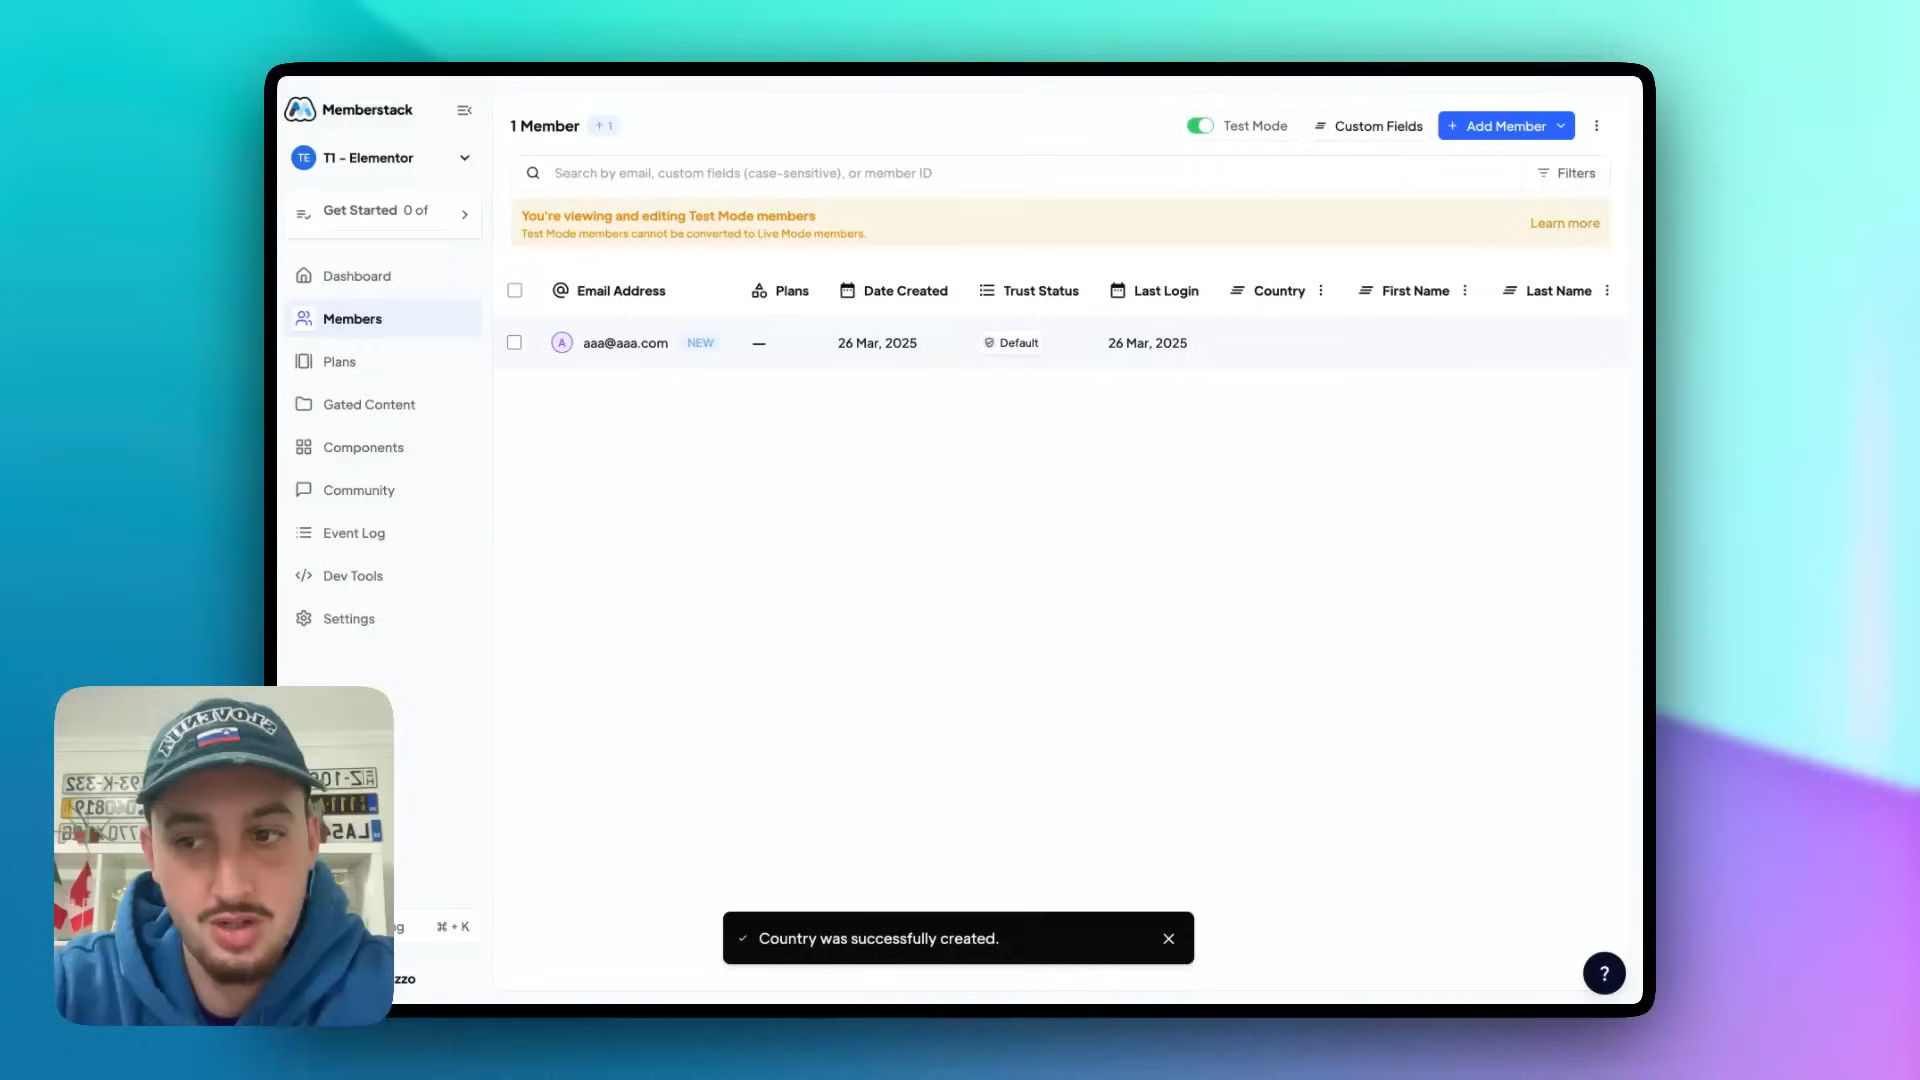 Memberstack
TE T1 - Elementor
Get Started 0 of
Dashboard
Members
Plans
Gated Content
Components
Community
Event Log
Dev Tools
Settings
⌘ + K
zzo
1 Member ↑ 1
Test Mode
Custom Fields
+ Add Member
Search by email, custom fields (case-sensitive), or member ID
Filters
You're viewing and editing Test Mode members
Test Mode members cannot be converted to Live Mode members.
Learn more
Email Address Plans Date Created Trust Status Last Login Country First Name Last Name
A aaa@aaa.com NEW — 26 Mar, 2025 Default 26 Mar, 2025
Country was successfully created.
?
SLOVENIJA